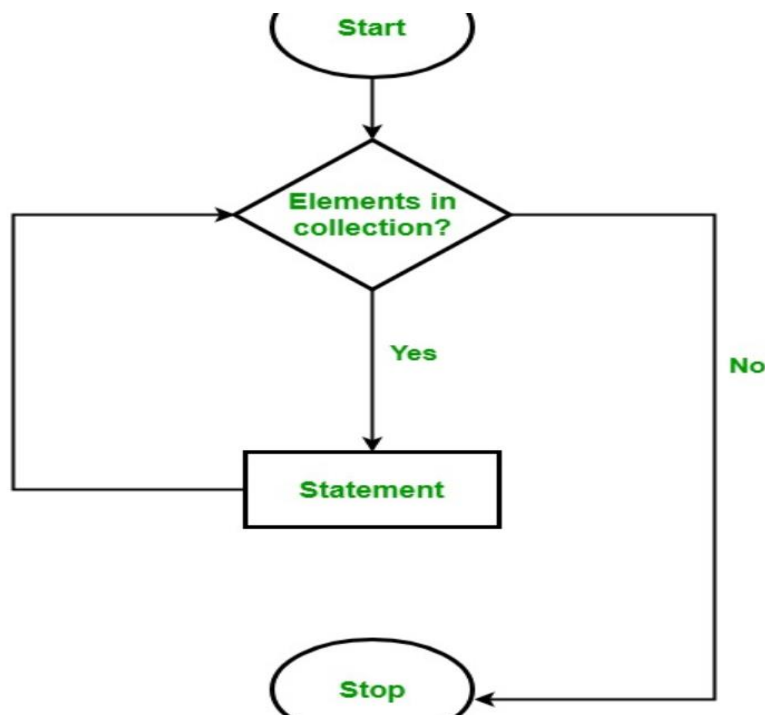 Start
Elements in
collection?
Yes
No
Statement
Stop